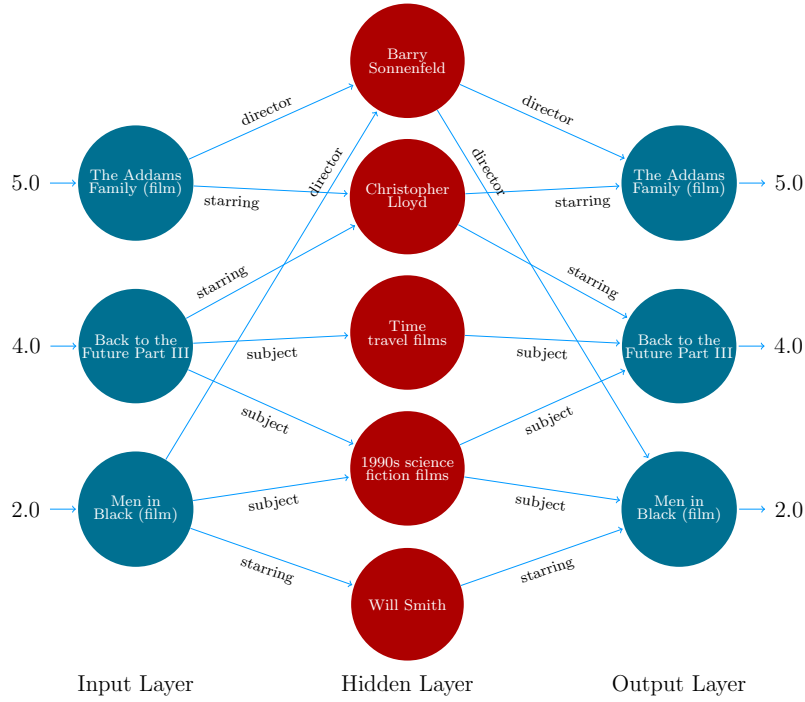 Barry
Sonnenfeld
director
director
director
director
The Addams
Family (film)
Christopher
Lloyd
The Addams
Family (film)
5.0
5.0
starring
starring
starring
starring
Back to the
Future Part III
Time
travel films
Back to the
Future Part III
4.0
4.0
subject
subject
subject
subject
Men in
Black (film)
1990s science
fiction films
Men in
Black (film)
2.0
2.0
subject
subject
starring
starring
Will Smith
Input Layer
Hidden Layer
Output Layer